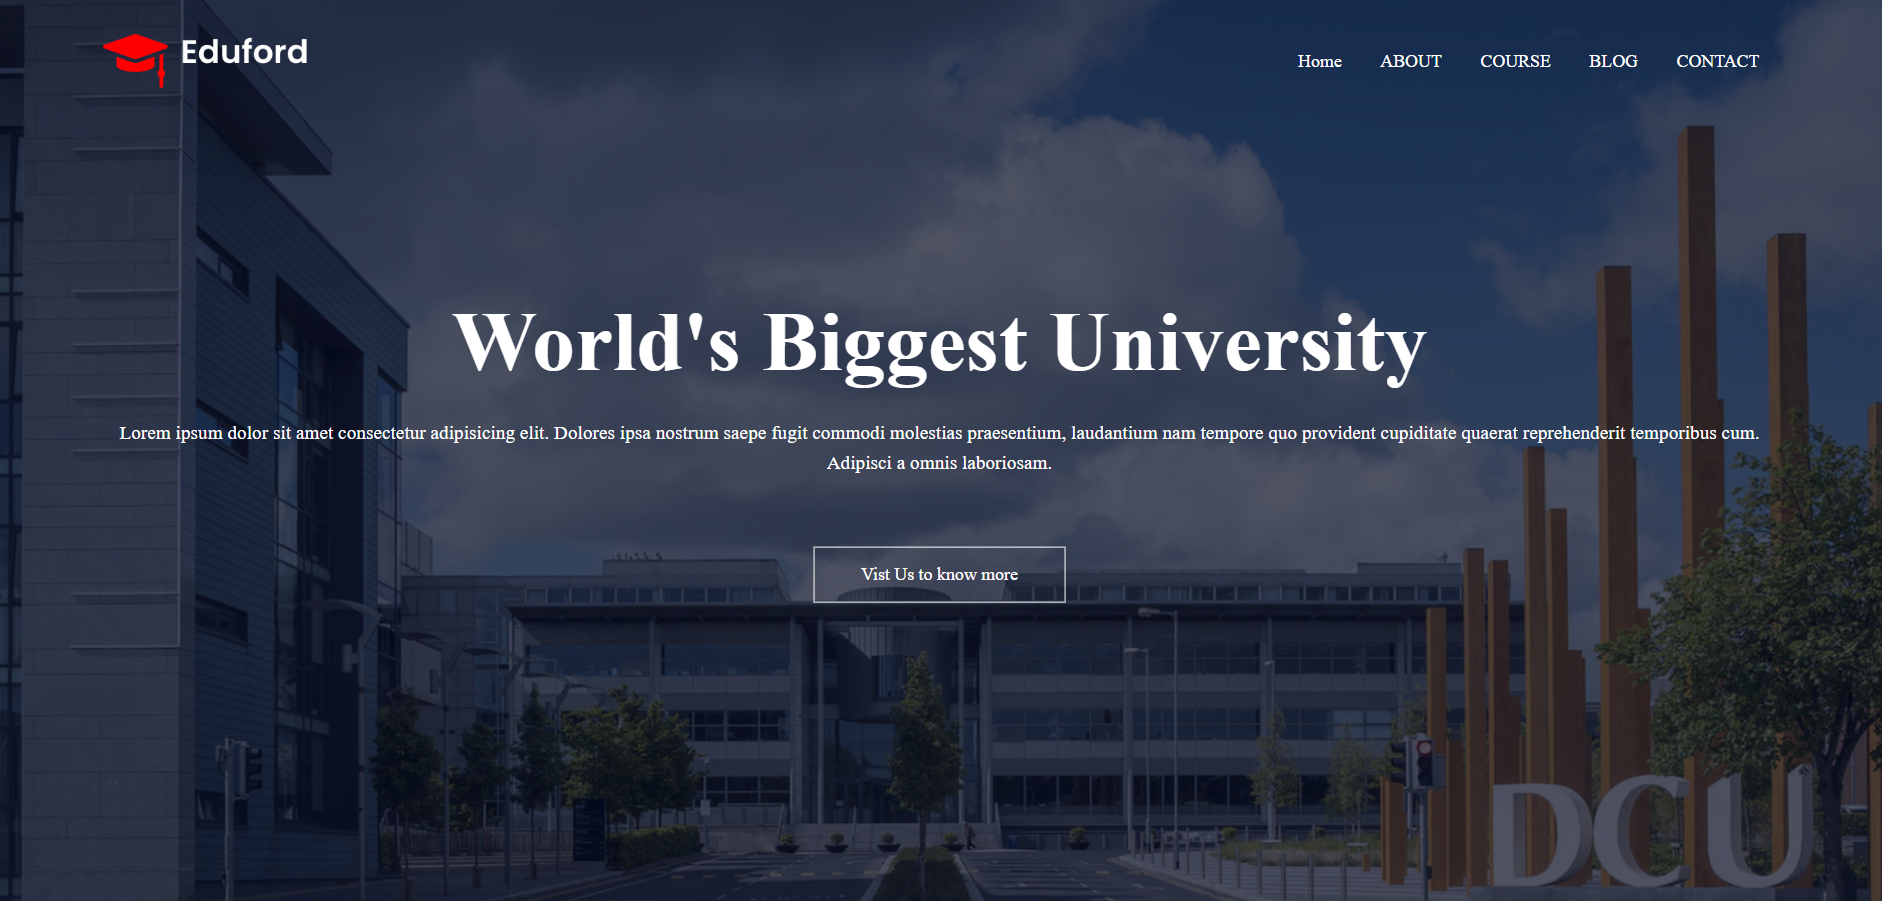 Eduford
Home ABOUT COURSE BLOG CONTACT
World's Biggest University
Lorem ipsum dolor sit amet consectetur adipisicing elit. Dolores ipsa nostrum saepe fugit commodi molestias praesentium, laudantium nam tempore quo provident cupiditate quaerat reprehenderit temporibus cum.
Adipisci a omnis laboriosam.
Vist Us to know more
DCU